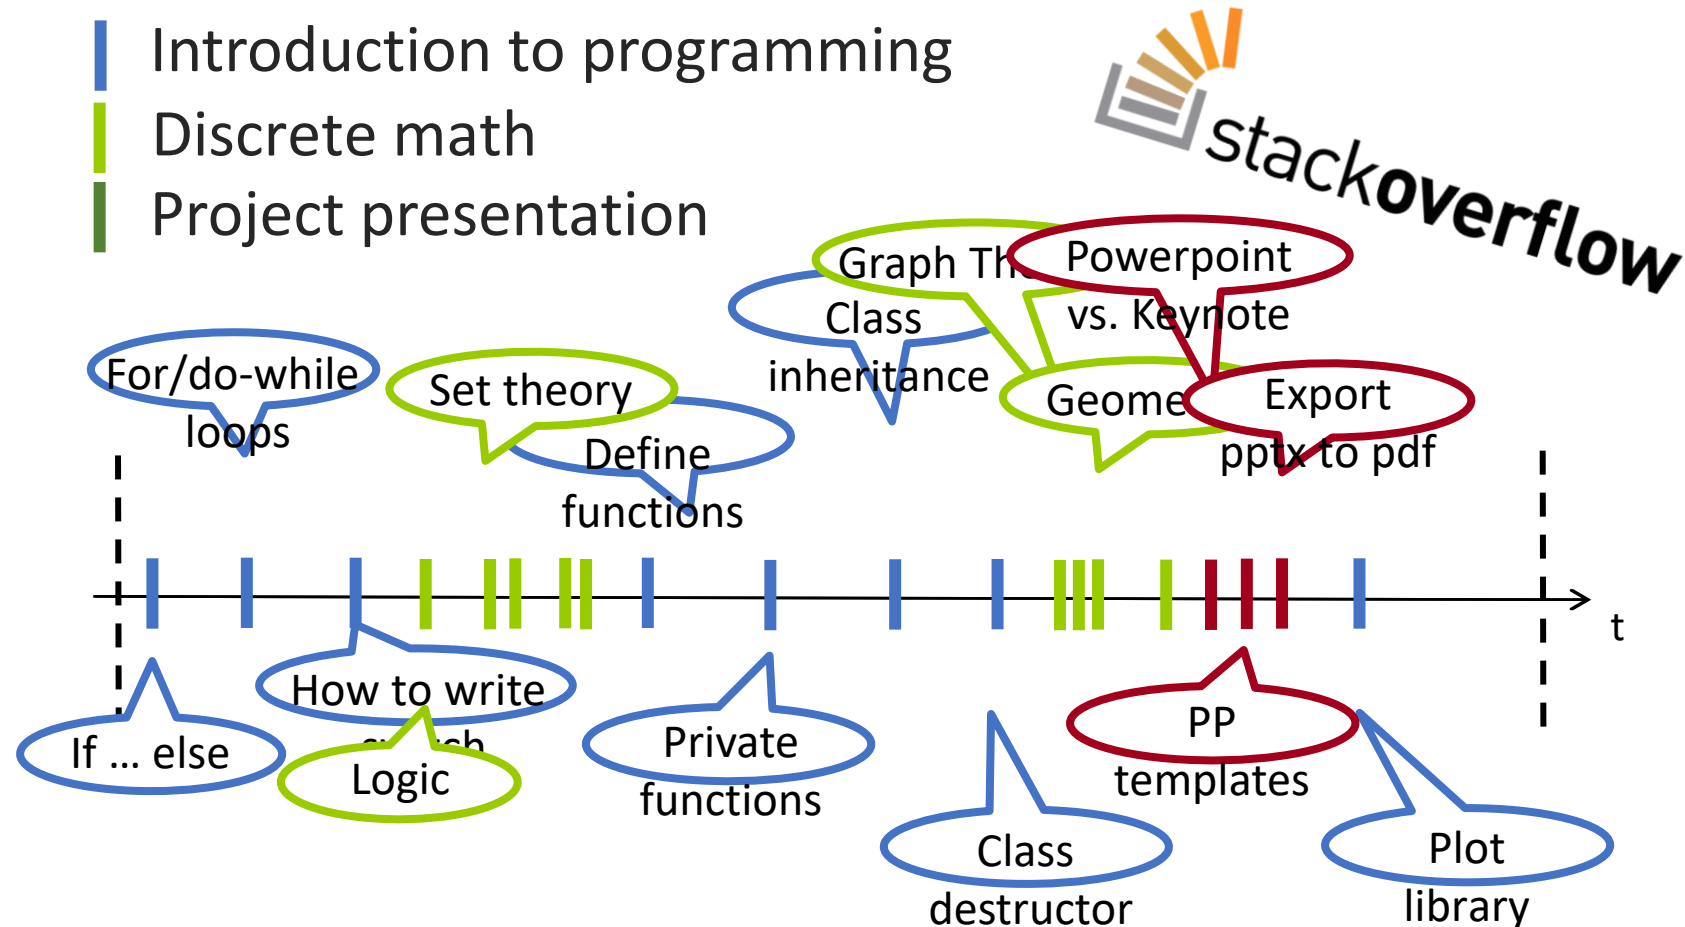 Introduction to programming
Discrete math
Project presentation
stackoverflow
For/do-while
loops
Set theory
Define
functions
Class
inheritance
Graph
Powerpoint
vs. Keynote
Export
pptx to pdf
t
If ... else
How to write
Logic
Private
functions
Class
destructor
PP
templates
Plot
library